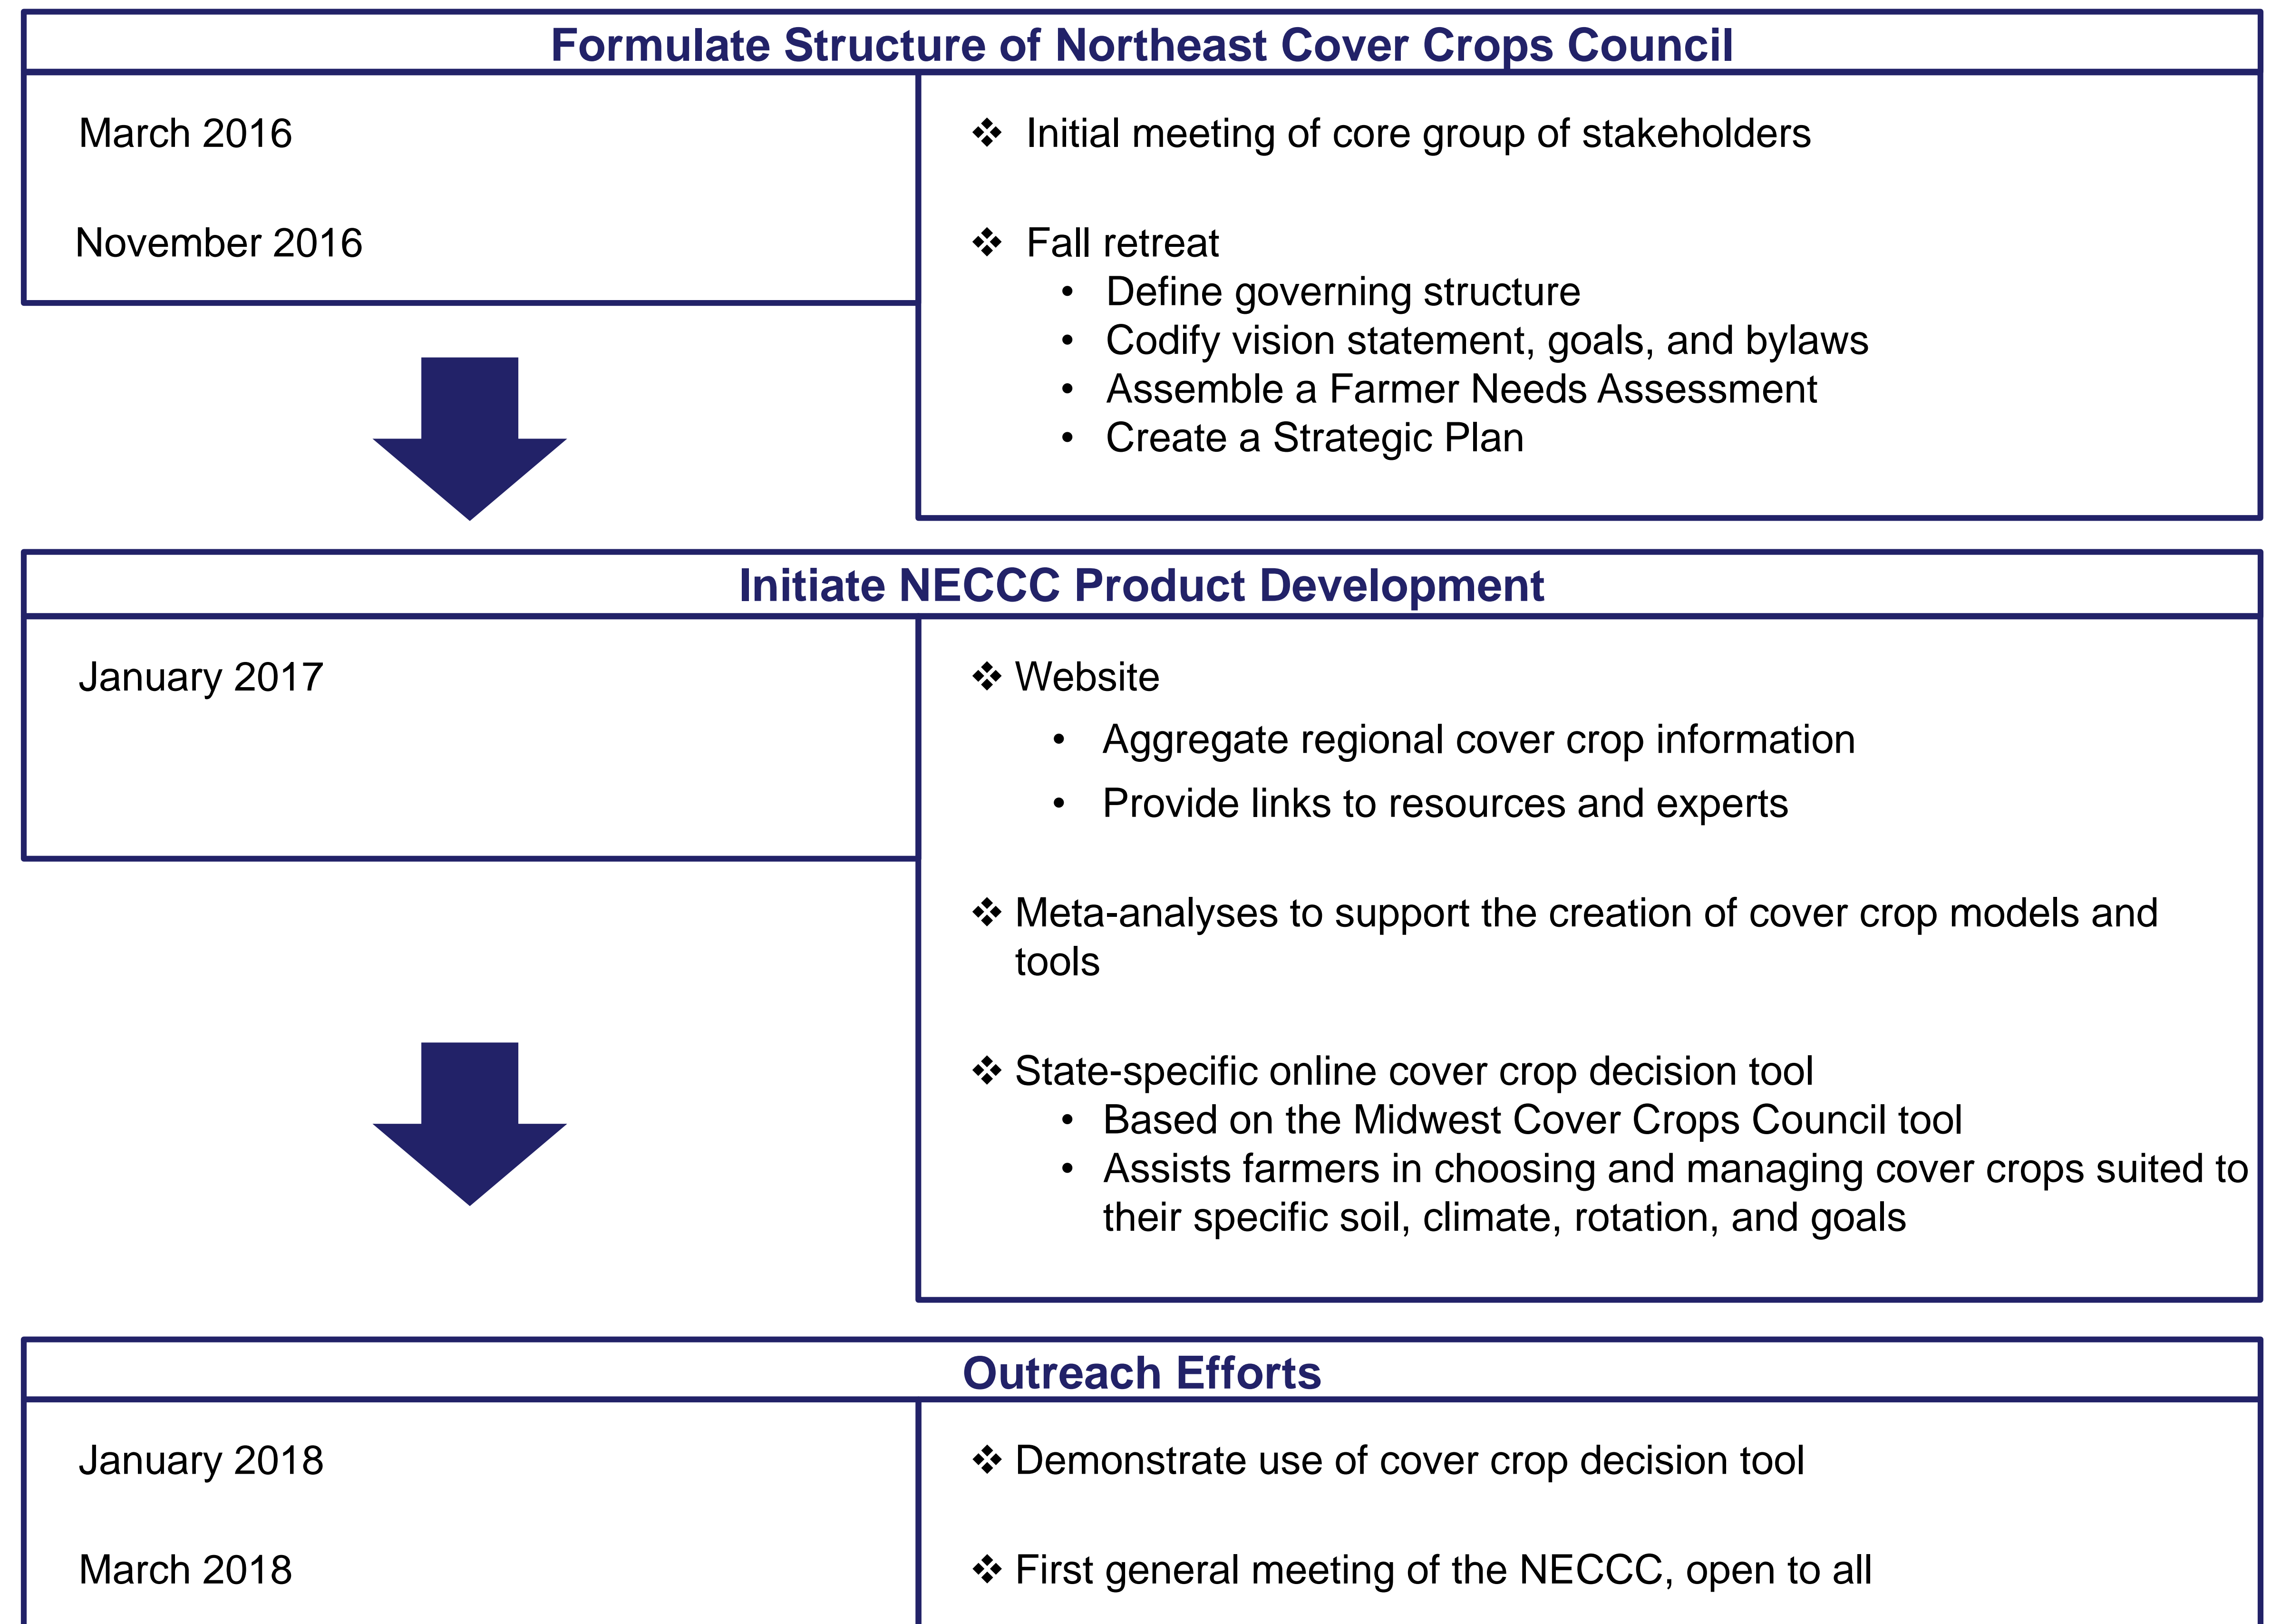 Formulate Structure of Northeast Cover Crops Council
March 2016
❖ Initial meeting of core group of stakeholders
November 2016
❖ Fall retreat
• Define governing structure
• Codify vision statement, goals, and bylaws
• Assemble a Farmer Needs Assessment
• Create a Strategic Plan
Initiate NECCC Product Development
January 2017
❖ Website
• Aggregate regional cover crop information
• Provide links to resources and experts
❖ Meta-analyses to support the creation of cover crop models and
tools
❖ State-specific online cover crop decision tool
• Based on the Midwest Cover Crops Council tool
• Assists farmers in choosing and managing cover crops suited to
their specific soil, climate, rotation, and goals
Outreach Efforts
January 2018
❖ Demonstrate use of cover crop decision tool
March 2018
❖ First general meeting of the NECCC, open to all